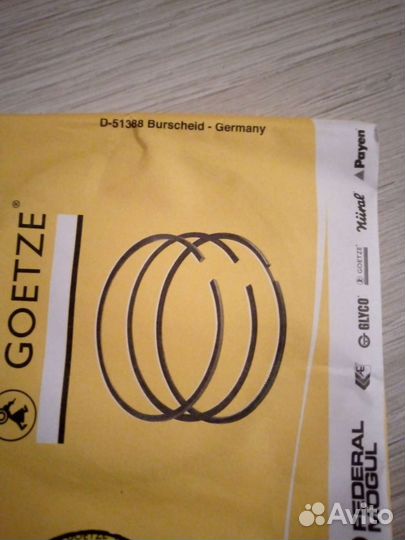 D-51388 Burscheid - Germany
GOETZE®
Payen
Nüral
GOETZE
GLYCO
FEDERAL
MOGUL
Avito